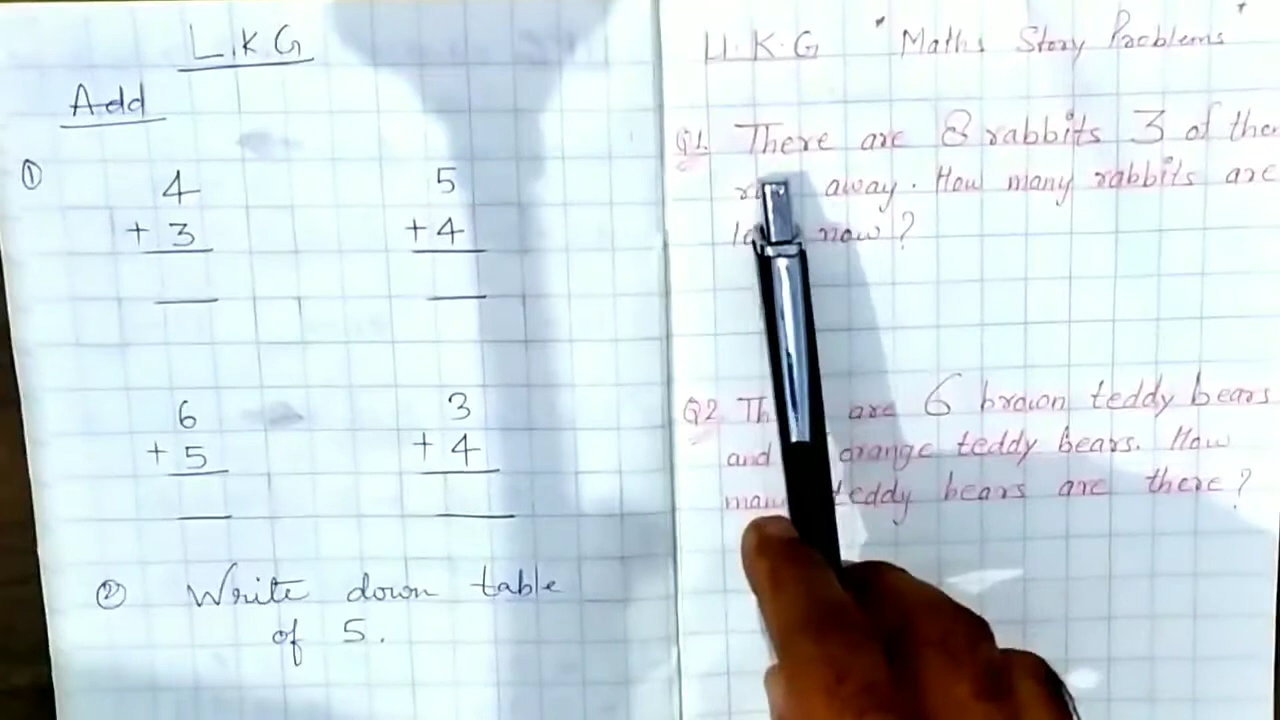 L.K.G
Add
① 4 5
+ 3 + 4
6 3
+ 5 + 4
② Write down table
of 5.
U.K.G "Maths Story Problems"
Q1. There are 8 rabbits 3 of
away. How many rabbits are
now?
Q2 are 6 brown teddy bears
and orange teddy bears. How
teddy bears are there?